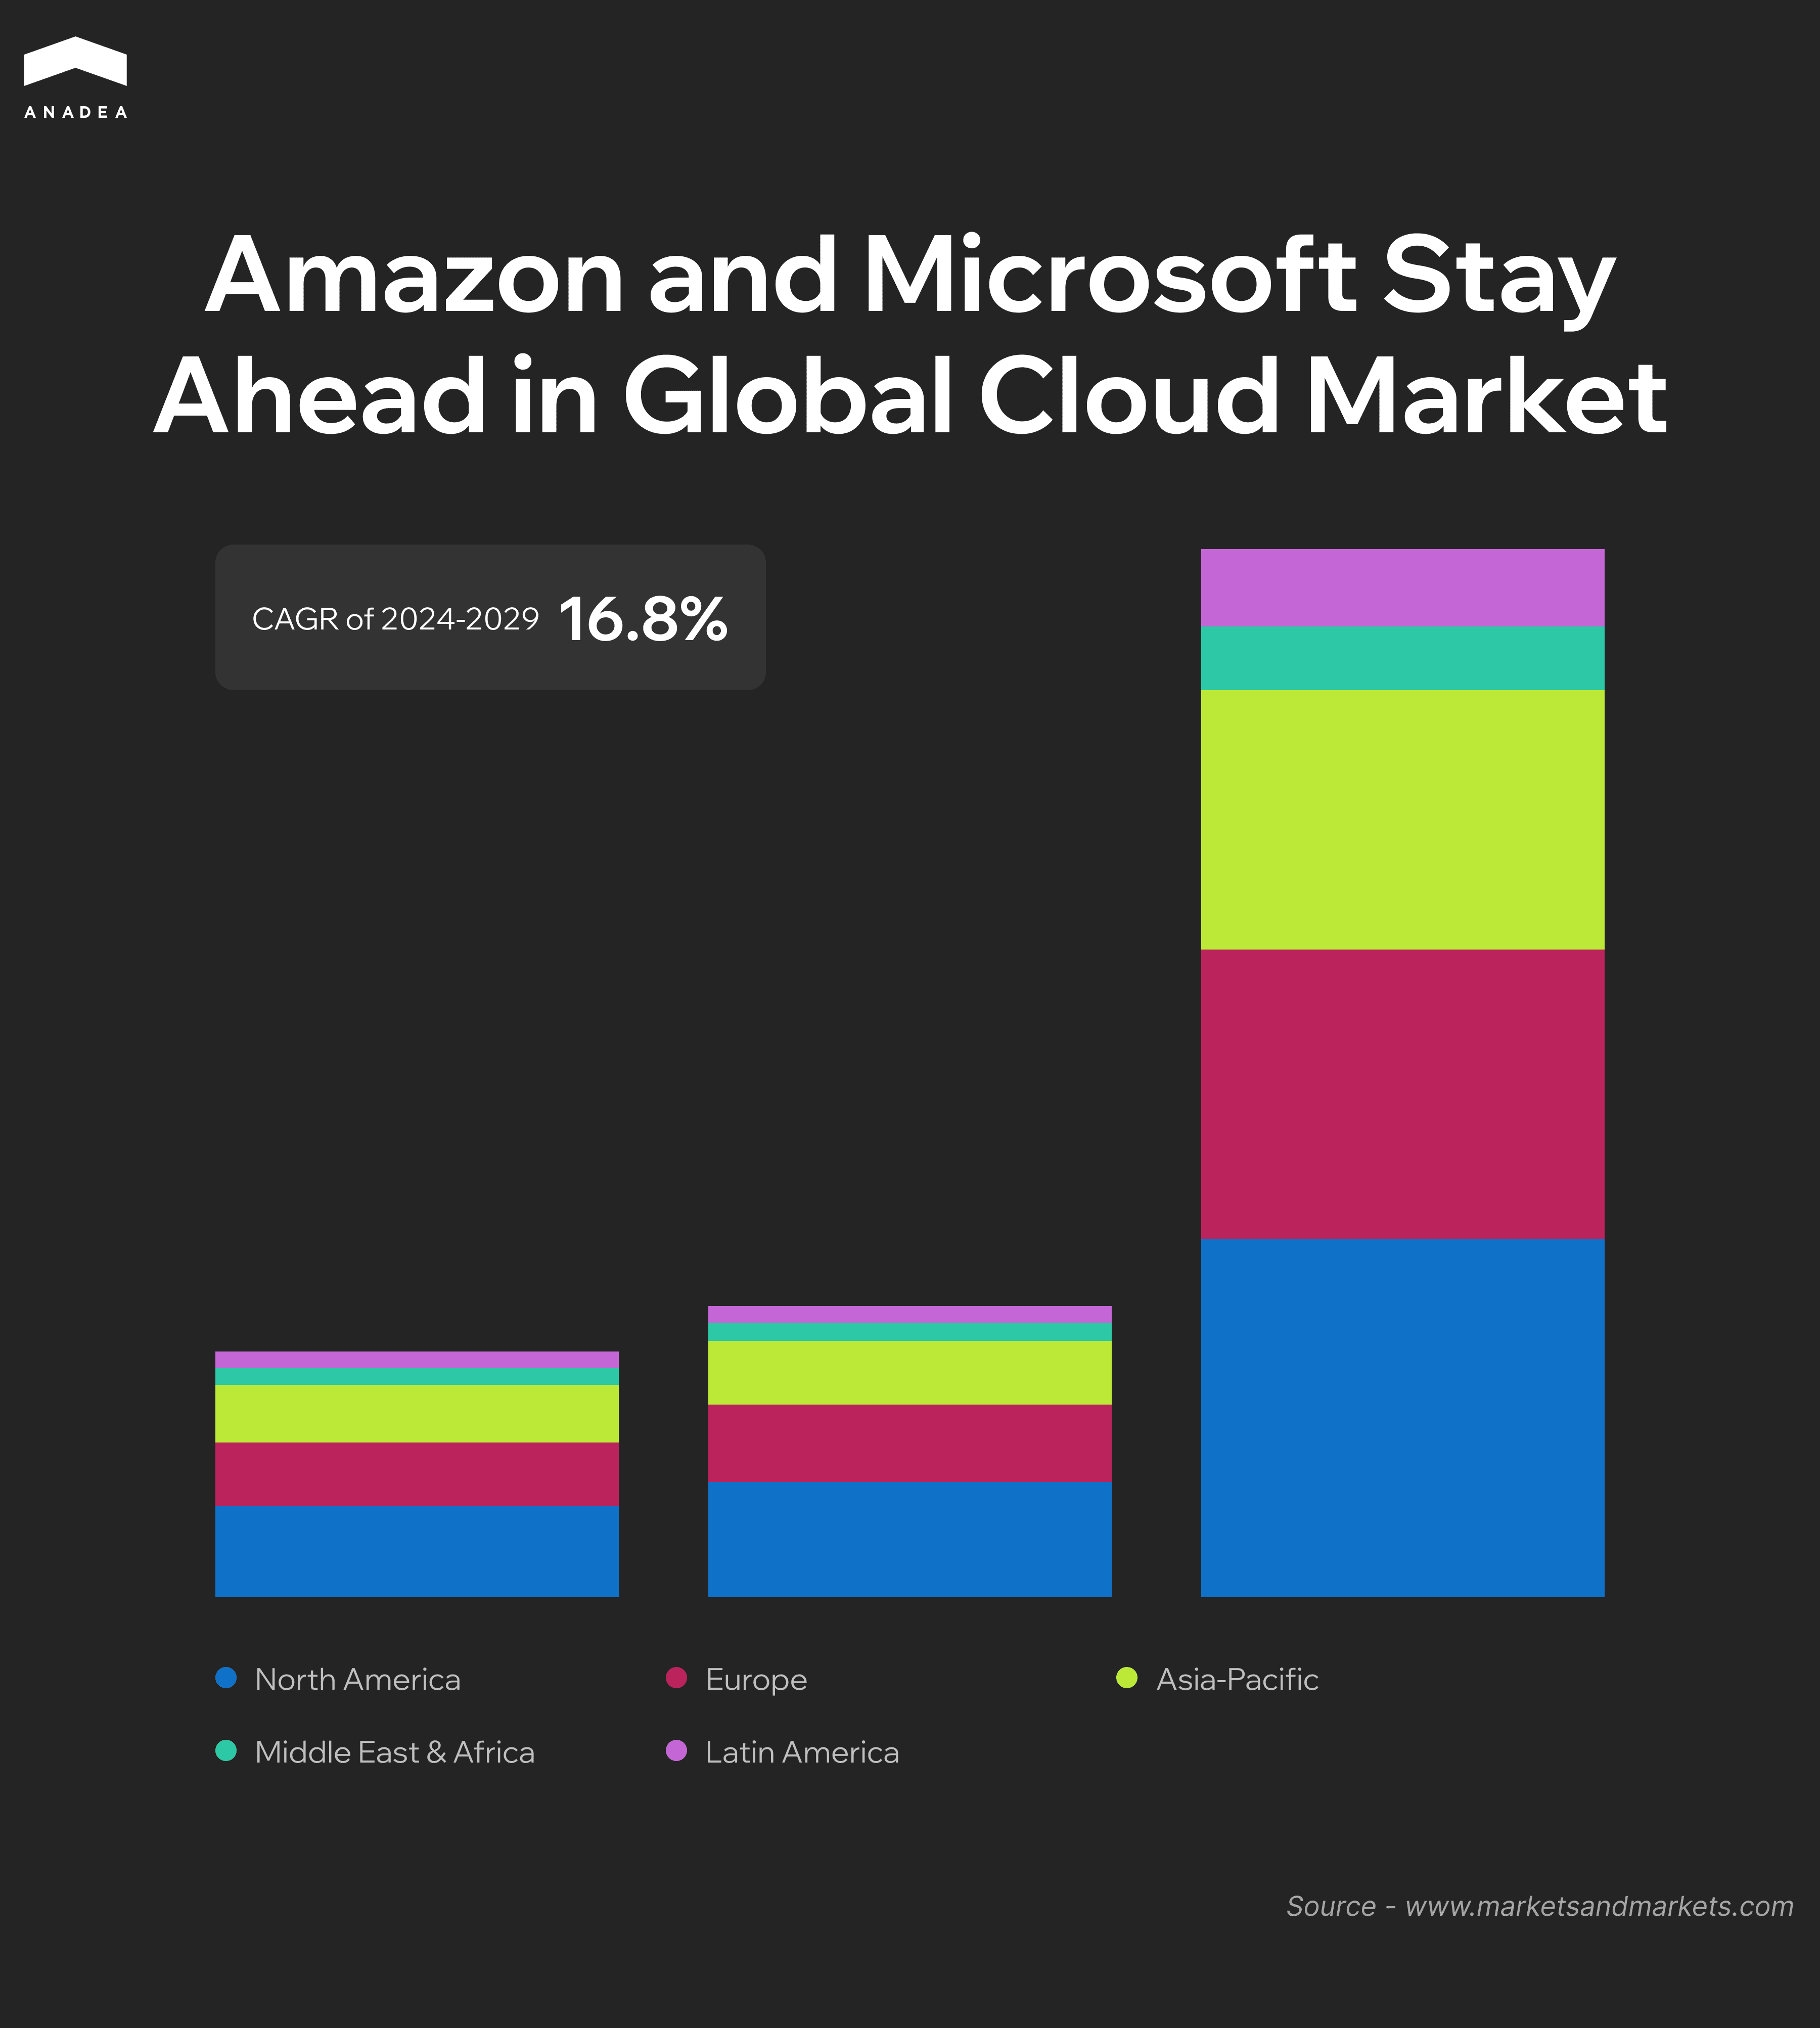 ANADEA
Amazon and Microsoft Stay
Ahead in Global Cloud Market
CAGR of 2024-2029 16.8%
North America
Europe
Asia-Pacific
Middle East & Africa
Latin America
Source - www.marketsandmarkets.com